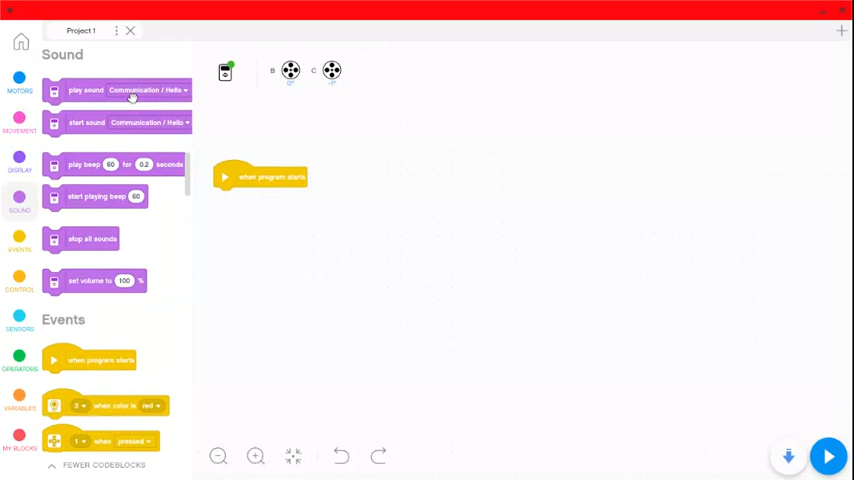 Project 1
Sound
play sound Communication / Hello
start sound Communication / Hello
play beep 60 for 0.2 seconds
start playing beep 60
stop all sounds
set volume to 100 %
Events
when program starts
3 when color is red
1 when pressed
FEWER CODEBLOCKS
MOTORS
MOVEMENT
DISPLAY
SOUND
EVENTS
CONTROL
SENSORS
OPERATORS
VARIABLES
MY BLOCKS
B
C
when program starts